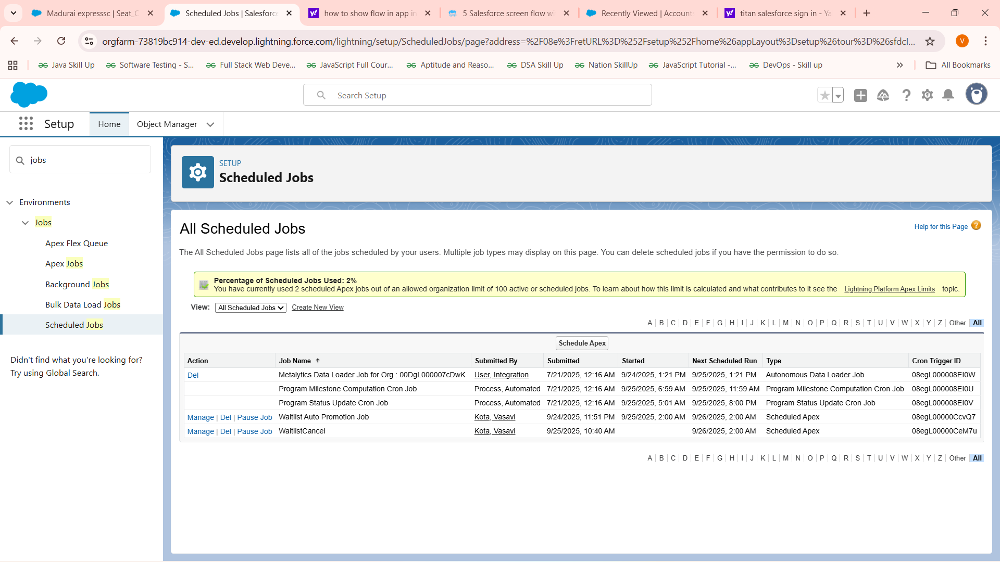 Madurai expresssc | Seat_C
Scheduled Jobs | Salesforce
how to show flow in app in
5 Salesforce screen flow wi
Recently Viewed | Accounts
titan salesforce sign in - Ya
orgfarm-73819bc914-dev-ed.develop.lightning.force.com/lightning/setup/ScheduledJobs/page?address=%2F08e%3FretURL%3D%252Fsetup%252Fhome%26appLayout%3Dsetup%26tour%3D%26sfdcl...
V
Java Skill Up
Software Testing - S...
Full Stack Web Deve...
JavaScript Full Cour...
Aptitude and Reaso...
DSA Skill Up
Nation SkillUp
JavaScript Tutorial -...
DevOps - Skill up
All Bookmarks
Search Setup
Setup
Home
Object Manager
jobs
Environments
Jobs
Apex Flex Queue
Apex Jobs
Background Jobs
Bulk Data Load Jobs
Scheduled Jobs
Didn't find what you're looking for?
Try using Global Search.
SETUP
Scheduled Jobs
All Scheduled Jobs
Help for this Page
The All Scheduled Jobs page lists all of the jobs scheduled by your users. Multiple job types may display on this page. You can delete scheduled jobs if you have the permission to do so.
Percentage of Scheduled Jobs Used: 2%
You have currently used 2 scheduled Apex jobs out of an allowed organization limit of 100 active or scheduled jobs. To learn about how this limit is calculated and what contributes to it see the Lightning Platform Apex Limits topic.
View: All Scheduled Jobs Create New View
A | B | C | D | E | F | G | H | I | J | K | L | M | N | O | P | Q | R | S | T | U | V | W | X | Y | Z | Other | All
Schedule Apex
Action Job Name Submitted By Submitted Started Next Scheduled Run Type Cron Trigger ID
Del Metalytics Data Loader Job for Org : 00DgL000007cDwK User, Integration 7/21/2025, 12:16 AM 9/24/2025, 1:21 PM 9/25/2025, 1:21 PM Autonomous Data Loader Job 08egL000008EI0W
Program Milestone Computation Cron Job Process, Automated 7/21/2025, 12:16 AM 9/25/2025, 6:59 AM 9/25/2025, 11:59 AM Program Milestone Computation Cron Job 08egL000008EI0U
Program Status Update Cron Job Process, Automated 7/21/2025, 12:16 AM 9/25/2025, 5:01 AM 9/25/2025, 8:00 PM Program Status Update Cron Job 08egL000008EI0V
Manage | Del | Pause Job Waitlist Auto Promotion Job Kota, Vasavi 9/24/2025, 11:51 PM 9/25/2025, 2:00 AM 9/26/2025, 2:00 AM Scheduled Apex 08egL00000CcvQ7
Manage | Del | Pause Job WaitlistCancel Kota, Vasavi 9/25/2025, 10:40 AM 9/26/2025, 2:00 AM Scheduled Apex 08egL00000CeM7u
A | B | C | D | E | F | G | H | I | J | K | L | M | N | O | P | Q | R | S | T | U | V | W | X | Y | Z | Other | All